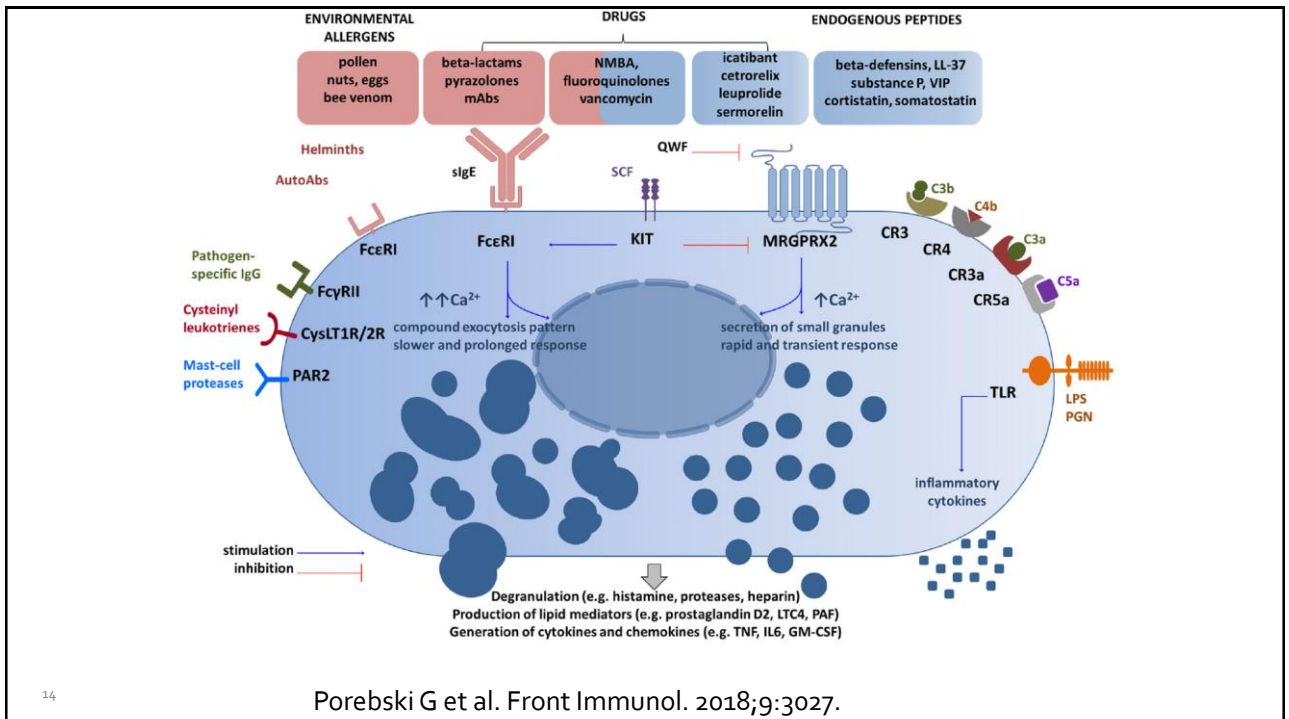 ENVIRONMENTAL
ALLERGENS
DRUGS
ENDOGENOUS PEPTIDES
pollen
nuts, eggs
bee venom
beta-lactams
pyrazolones
mAbs
NMBA,
fluoroquinolones
vancomycin
icatibant
cetrorelix
leuprolide
sermorelin
beta-defensins, LL-37
substance P, VIP
cortistatin, somatostatin
Helminths
AutoAbs
sIgE
SCF
QWF
C3b
C4b
C3a
C5a
FcεRI
FcεRI
KIT
MRGPRX2
CR3
CR4
CR3a
CR5a
Pathogen-
specific IgG
FcγRII
Cysteinyl
leukotrienes
CysLT1R/2R
Mast-cell
proteases
PAR2
↑↑Ca²⁺
compound exocytosis pattern
slower and prolonged response
↑Ca²⁺
secretion of small granules
rapid and transient response
TLR
LPS
PGN
inflammatory
cytokines
stimulation
inhibition
Degranulation (e.g. histamine, proteases, heparin)
Production of lipid mediators (e.g. prostaglandin D2, LTC4, PAF)
Generation of cytokines and chemokines (e.g. TNF, IL6, GM-CSF)
14
Porebski G et al. Front Immunol. 2018;9:3027.